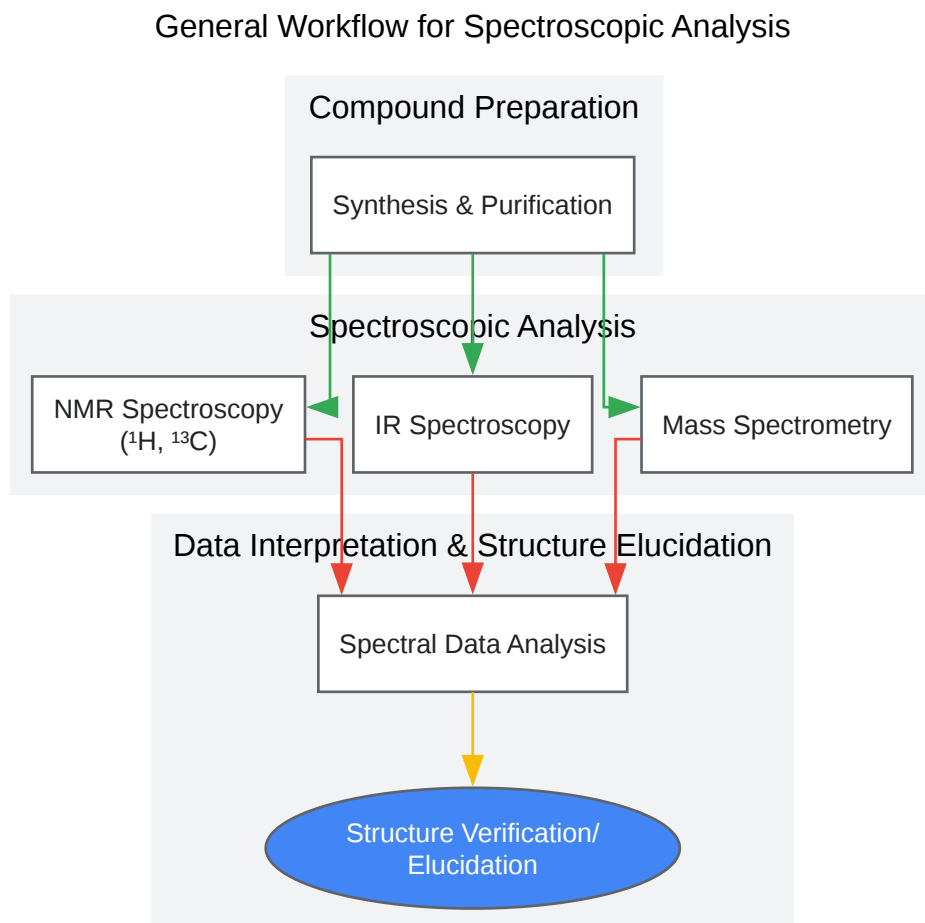 General Workflow for Spectroscopic Analysis
Compound Preparation
Synthesis & Purification
Spectroscopic Analysis
NMR Spectroscopy
(¹H, ¹³C)
IR Spectroscopy
Mass Spectrometry
Data Interpretation & Structure Elucidation
Spectral Data Analysis
Structure Verification/
Elucidation